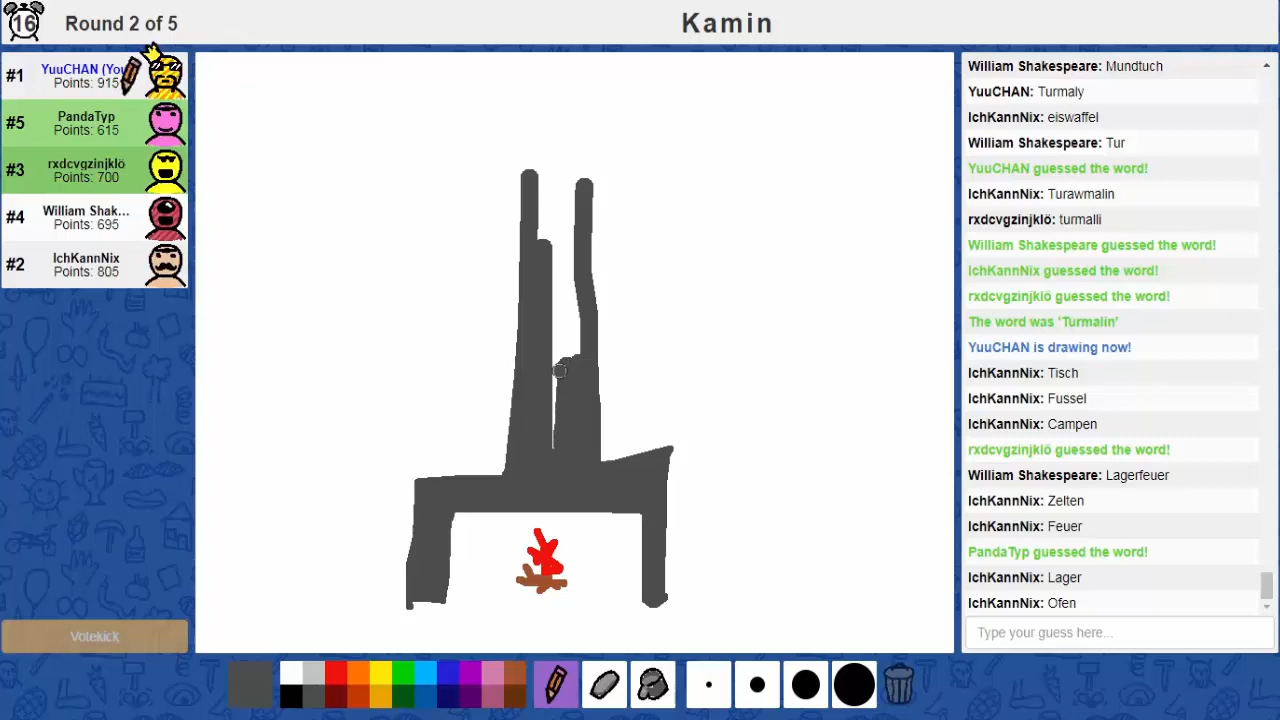 16
Round 2 of 5
Kamin
#1
YuuCHAN (You
Points: 915
#5
PandaTyp
Points: 615
#3
rxdcvgzinjklö
Points: 700
#4
William Shak...
Points: 695
#2
IchKannNix
Points: 805
Votekick
William Shakespeare: Mundtuch
YuuCHAN: Turmaly
IchKannNix: eiswaffel
William Shakespeare: Tur
YuuCHAN guessed the word!
IchKannNix: Turawmalin
rxdcvgzinjklö: turmalli
William Shakespeare guessed the word!
IchKannNix guessed the word!
rxdcvgzinjklö guessed the word!
The word was 'Turmalin'
YuuCHAN is drawing now!
IchKannNix: Tisch
IchKannNix: Fussel
IchKannNix: Campen
rxdcvgzinjklö guessed the word!
William Shakespeare: Lagerfeuer
IchKannNix: Zelten
IchKannNix: Feuer
PandaTyp guessed the word!
IchKannNix: Lager
IchKannNix: Ofen
Type your guess here...